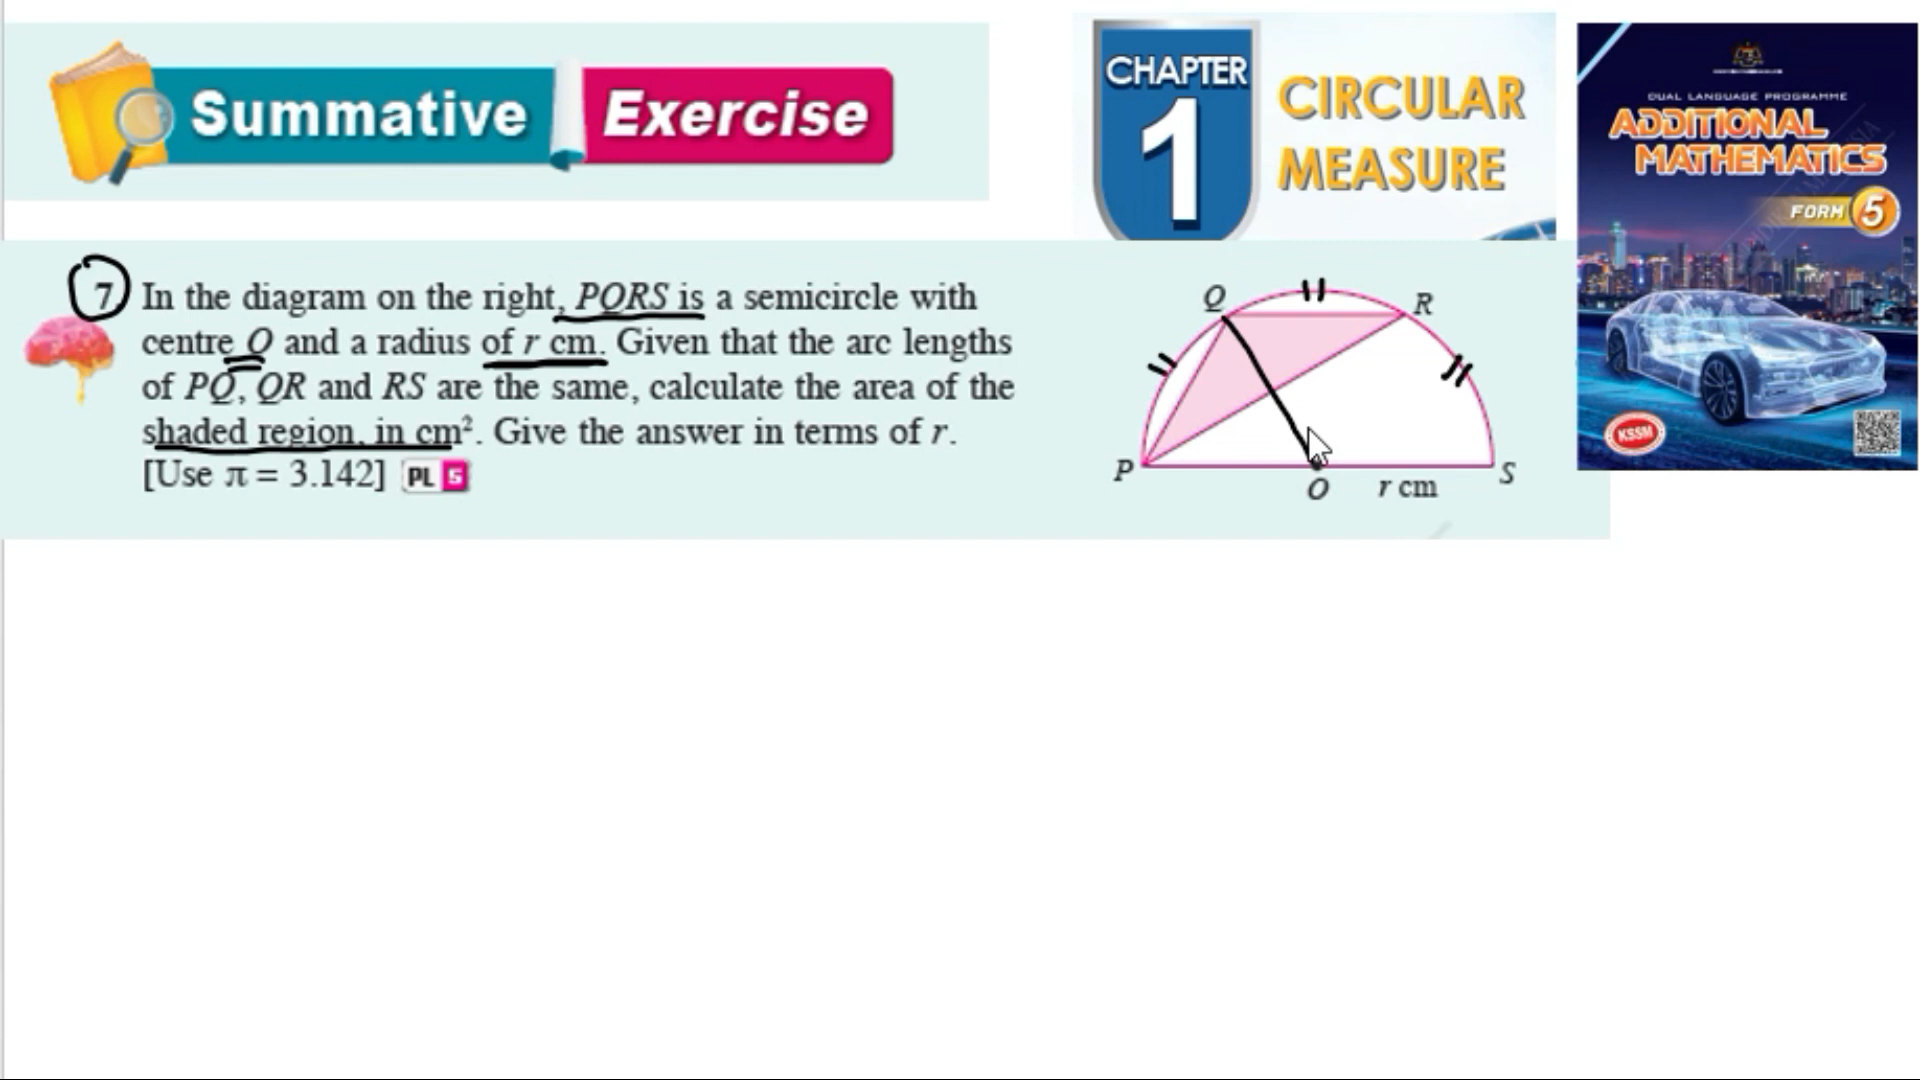 Summative Exercise
CHAPTER
1
CIRCULAR
MEASURE
DUAL LANGUAGE PROGRAMME
ADDITIONAL
MATHEMATICS
FORM 5
KSSM
7 In the diagram on the right, PQRS is a semicircle with
centre O and a radius of r cm. Given that the arc lengths
of PQ, QR and RS are the same, calculate the area of the
shaded region, in cm². Give the answer in terms of r.
[Use π = 3.142] PL 5
Q
R
P
O
r cm
S